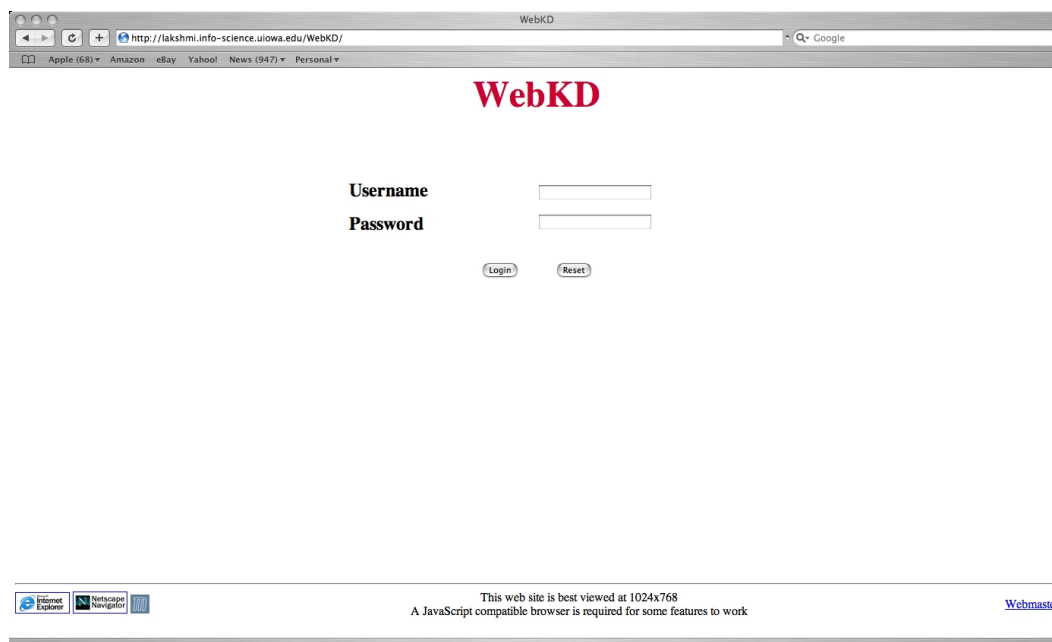 WebKD
http://lakshmi.info-science.uiowa.edu/WebKD/
Google
Apple (68) Amazon eBay Yahoo! News (947) Personal
WebKD
Username
Password
Login Reset
Microsoft Internet Explorer
Netscape Navigator
This web site is best viewed at 1024x768
A JavaScript compatible browser is required for some features to work
Webmaste